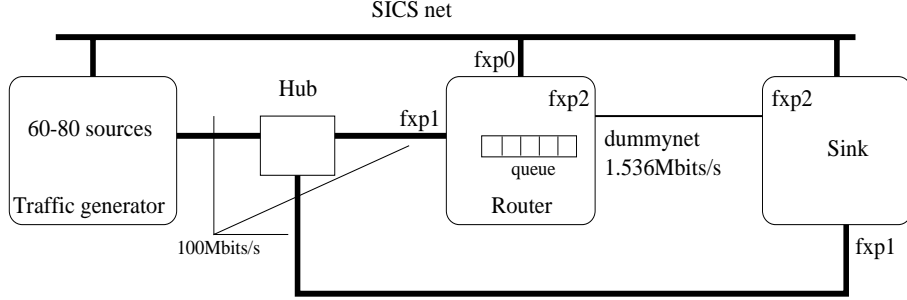 SICS net
fxp0
Hub
fxp1
fxp2
fxp2
60-80 sources
dummynet
1.536Mbits/s
Sink
queue
Traffic generator
Router
100Mbits/s
fxp1